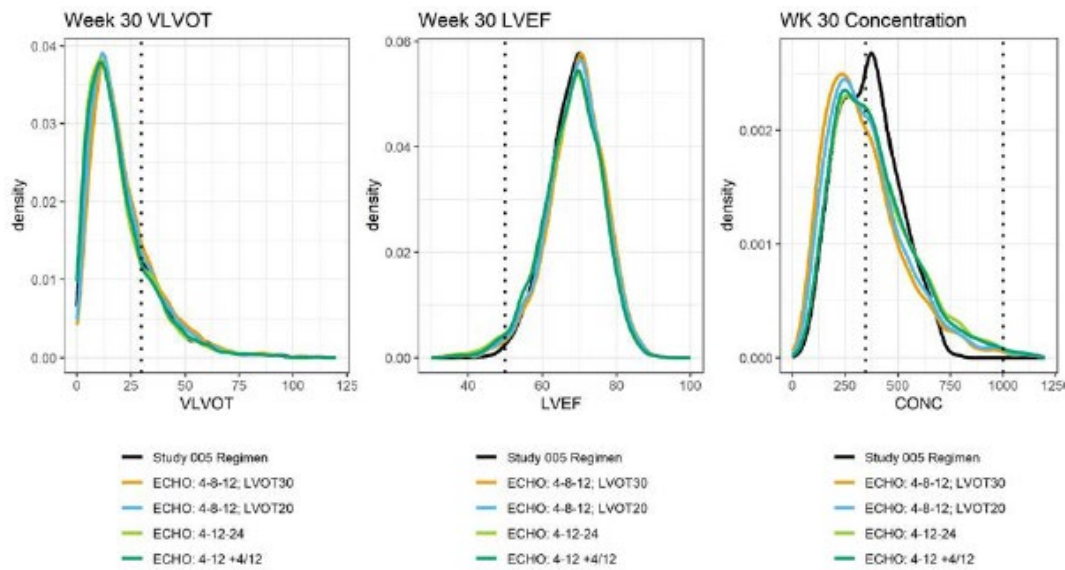 Week 30 VLVOT
0.04
0.03
0.02
0.01
0.00
density
0
25
50
75
100
125
VLVOT
Study 005 Regimen
ECHO: 4-8-12; LVOT30
ECHO: 4-8-12; LVOT20
ECHO: 4-12-24
ECHO: 4-12 +4/12
Week 30 LVEF
0.06
0.04
0.02
0.00
density
40
60
80
100
LVEF
Study 005 Regimen
ECHO: 4-8-12; LVOT30
ECHO: 4-8-12; LVOT20
ECHO: 4-12-24
ECHO: 4-12 +4/12
WK 30 Concentration
0.002
0.001
0.000
density
0
250
500
750
1000
1250
CONC
Study 005 Regimen
ECHO: 4-8-12; LVOT30
ECHO: 4-8-12; LVOT20
ECHO: 4-12-24
ECHO: 4-12 +4/12